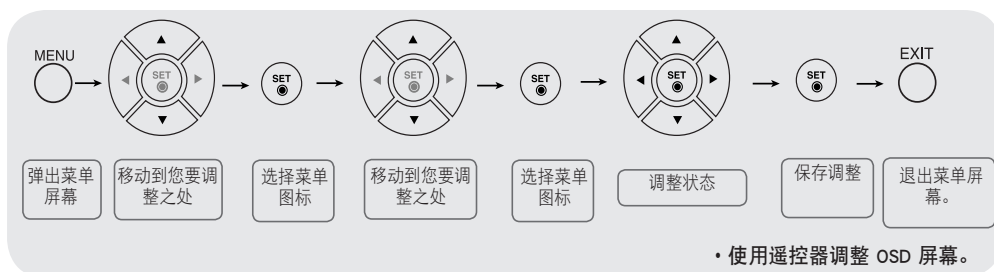 MENU
SET
SET
SET
SET
SET
SET
EXIT
弹出菜单
屏幕
移动到您要调
整之处
选择菜单
图标
移动到您要调
整之处
选择菜单
图标
调整状态
保存调整
退出菜单屏
幕。
• 使用遥控器调整 OSD 屏幕。